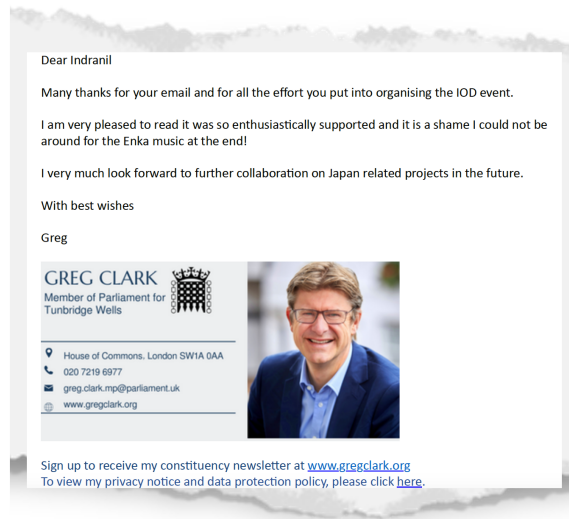 Dear Indranil
Many thanks for your email and for all the effort you put into organising the IOD event.
I am very pleased to read it was so enthusiastically supported and it is a shame I could not be
around for the Enka music at the end!
I very much look forward to further collaboration on Japan related projects in the future.
With best wishes
Greg
GREG CLARK
Member of Parliament for
Tunbridge Wells
House of Commons. London SW1A 0AA
020 7219 6977
greg.clark.mp@parliament.uk
www.gregclark.org
Sign up to receive my constituency newsletter at www.gregclark.org
To view my privacy notice and data protection policy, please click here.